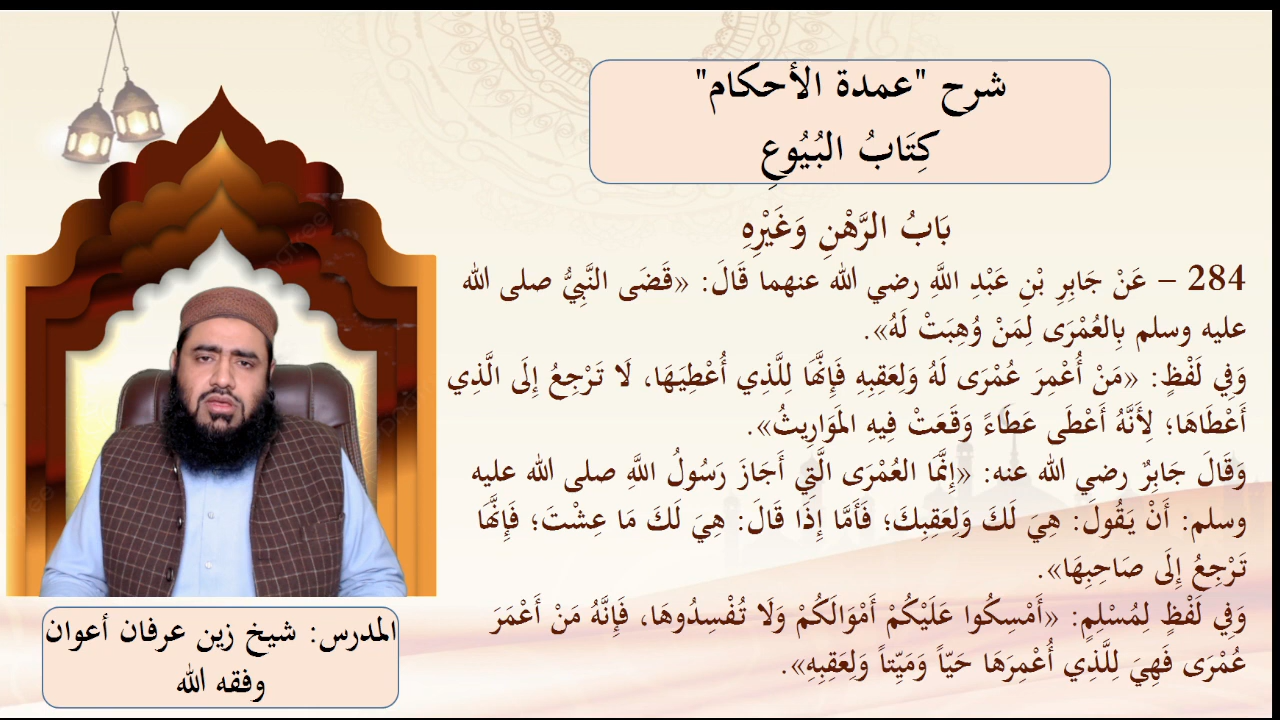 شرح "عمدة الأحكام"
كِتَابُ البُيُوعِ
بَابُ الرَّهْنِ وَغَيْرِهِ
284 – عَنْ جَابِرِ بْنِ عَبْدِ اللَّهِ رضي الله عنهما قَالَ: «قَضَى النَّبِيُّ صلى الله
عليه وسلم بِالعُمْرَى لِمَنْ وُهِبَتْ لَهُ».
وَفِي لَفْظٍ: «مَنْ أُعْمِرَ عُمْرَى لَهُ وَلِعَقِبِهِ فَإِنَّهَا لِلَّذِي أُعْطِيَهَا، لَا تَرْجِعُ إِلَى الَّذِي
أَعْطَاهَا؛ لِأَنَّهُ أَعْطَى عَطَاءً وَقَعَتْ فِيهِ المَوَارِيثُ».
وَقَالَ جَابِرٌ رضي الله عنه: «إِنَّمَا العُمْرَى الَّتِي أَجَازَ رَسُولُ اللَّهِ صلى الله عليه
وسلم: أَنْ يَقُولَ: هِيَ لَكَ وَلِعَقِبِكَ؛ فَأَمَّا إِذَا قَالَ: هِيَ لَكَ مَا عِشْتَ؛ فَإِنَّهَا
تَرْجِعُ إِلَى صَاحِبِهَا».
وَفِي لَفْظٍ لِمُسْلِمٍ: «أَمْسِكُوا عَلَيْكُمْ أَمْوَالَكُمْ وَلَا تُفْسِدُوهَا، فَإِنَّهُ مَنْ أَعْمَرَ
عُمْرَى فَهِيَ لِلَّذِي أُعْمِرَهَا حَيّاً وَمَيِّتاً وَلِعَقِبِهِ».
المدرس: شيخ زين عرفان أعوان
وفقه الله